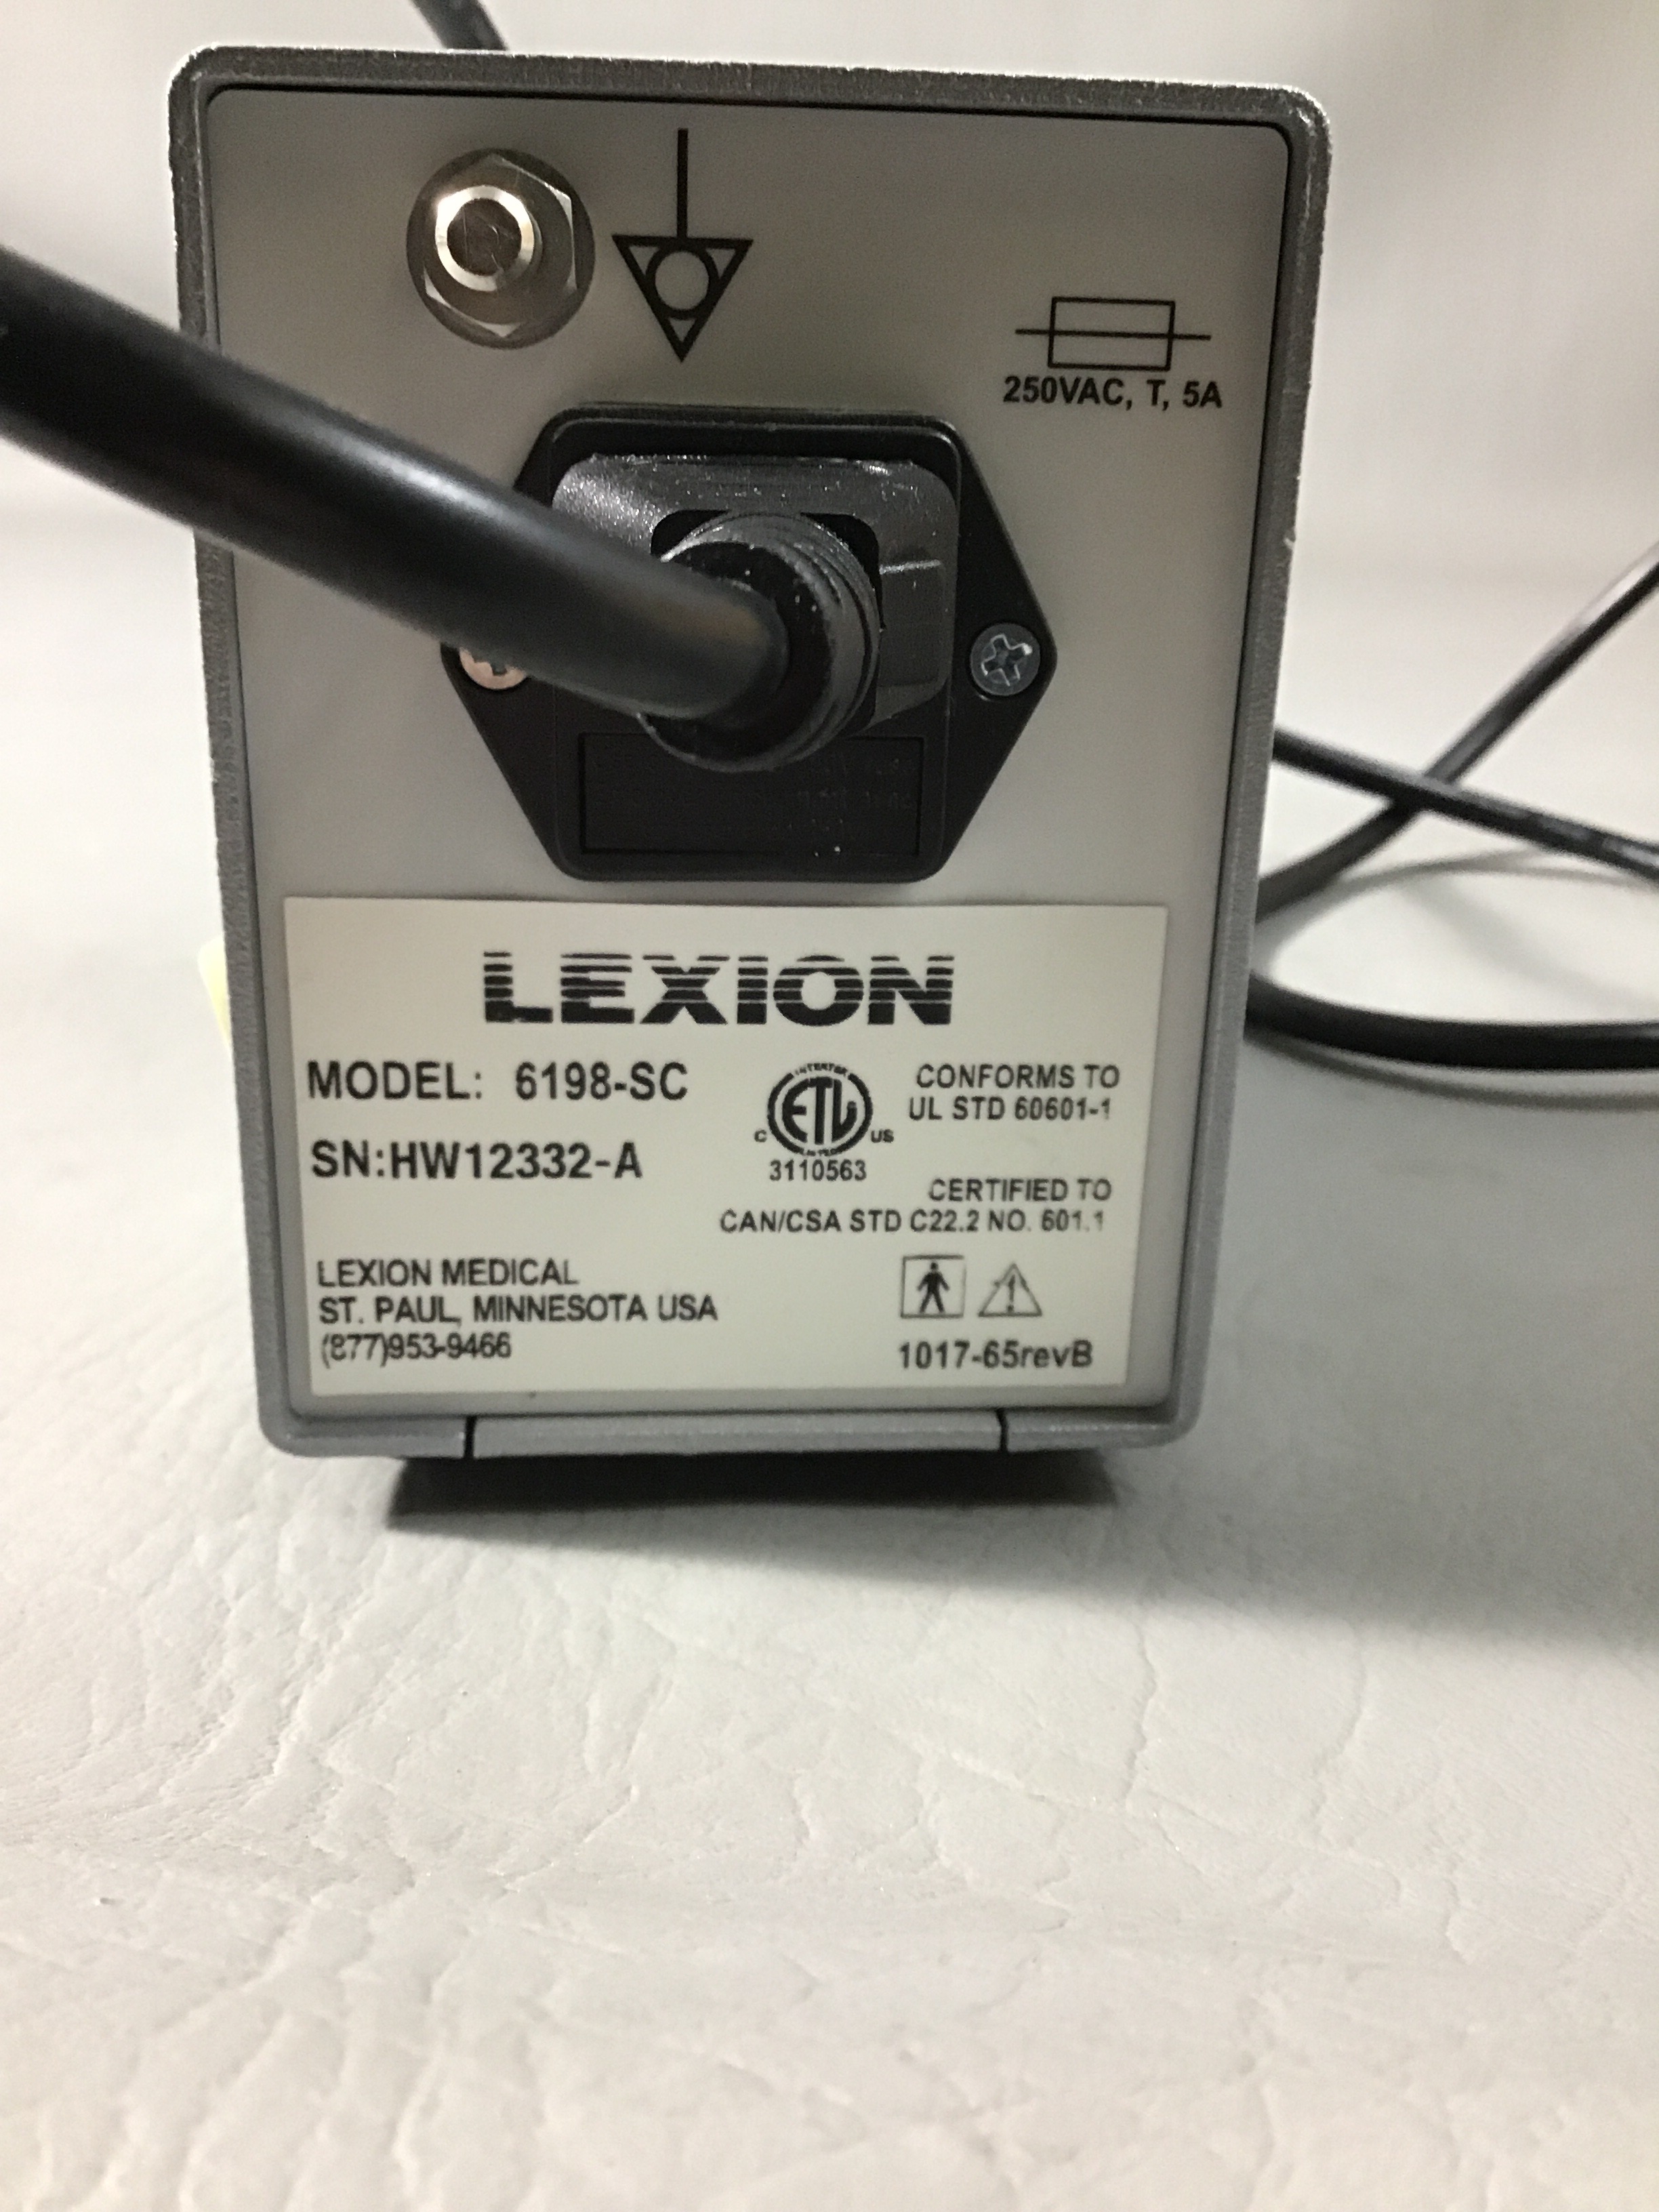 250VAC, T, 5A
LEXION
MODEL: 6198-SC
SN:HW12332-A
INTERTEK
ETL
C US
3110563
CONFORMS TO
UL STD 60601-1
CERTIFIED TO
CAN/CSA STD C22.2 NO. 601.1
LEXION MEDICAL
ST. PAUL, MINNESOTA USA
(877)953-9466
1017-65revB